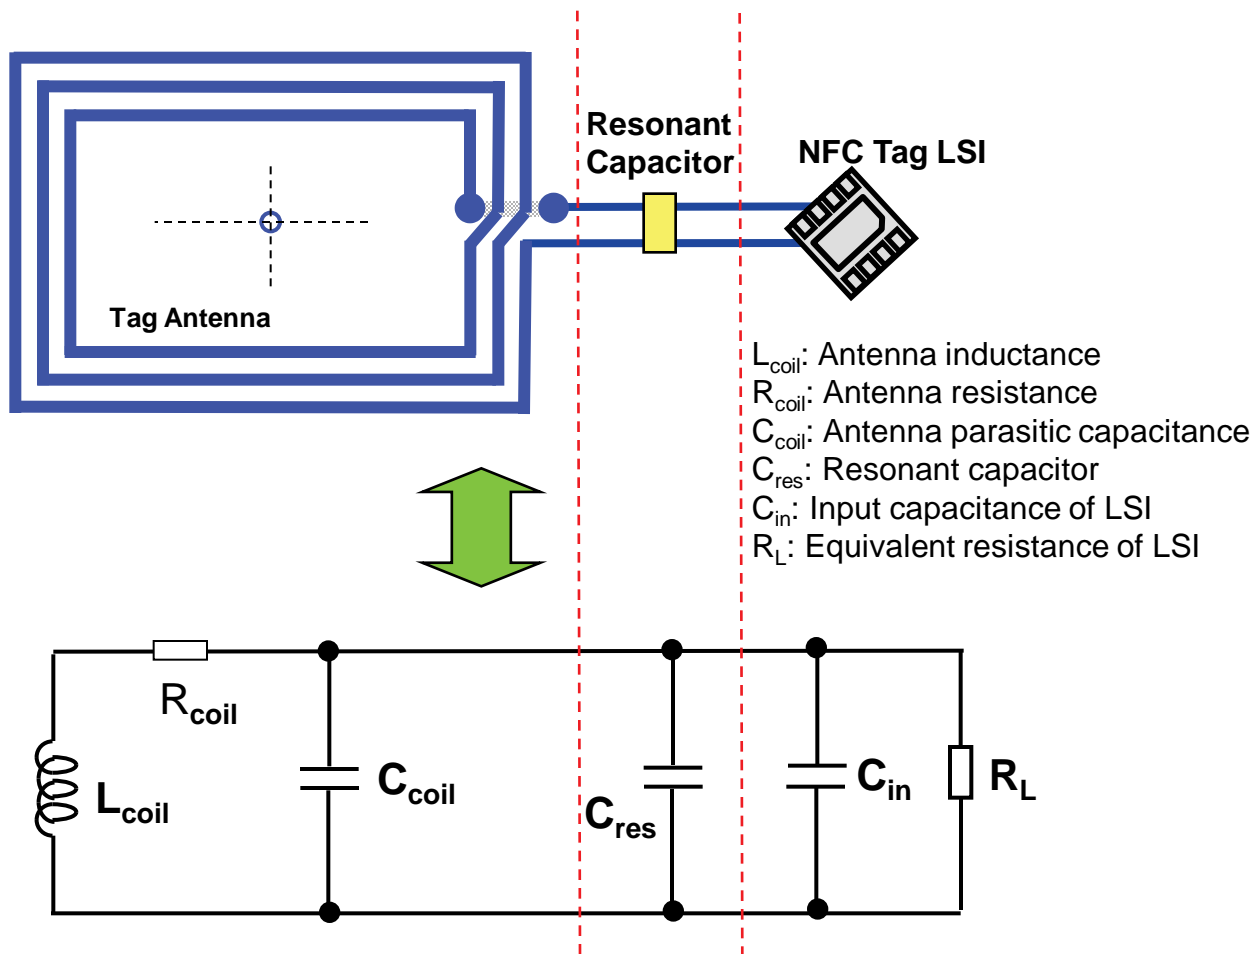 Resonant
Capacitor
NFC Tag LSI
Tag Antenna
Lcoil: Antenna inductance
Rcoil: Antenna resistance
Ccoil: Antenna parasitic capacitance
Cres: Resonant capacitor
Cin: Input capacitance of LSI
RL: Equivalent resistance of LSI
Rcoil
Lcoil
Ccoil
Cres
Cin
RL